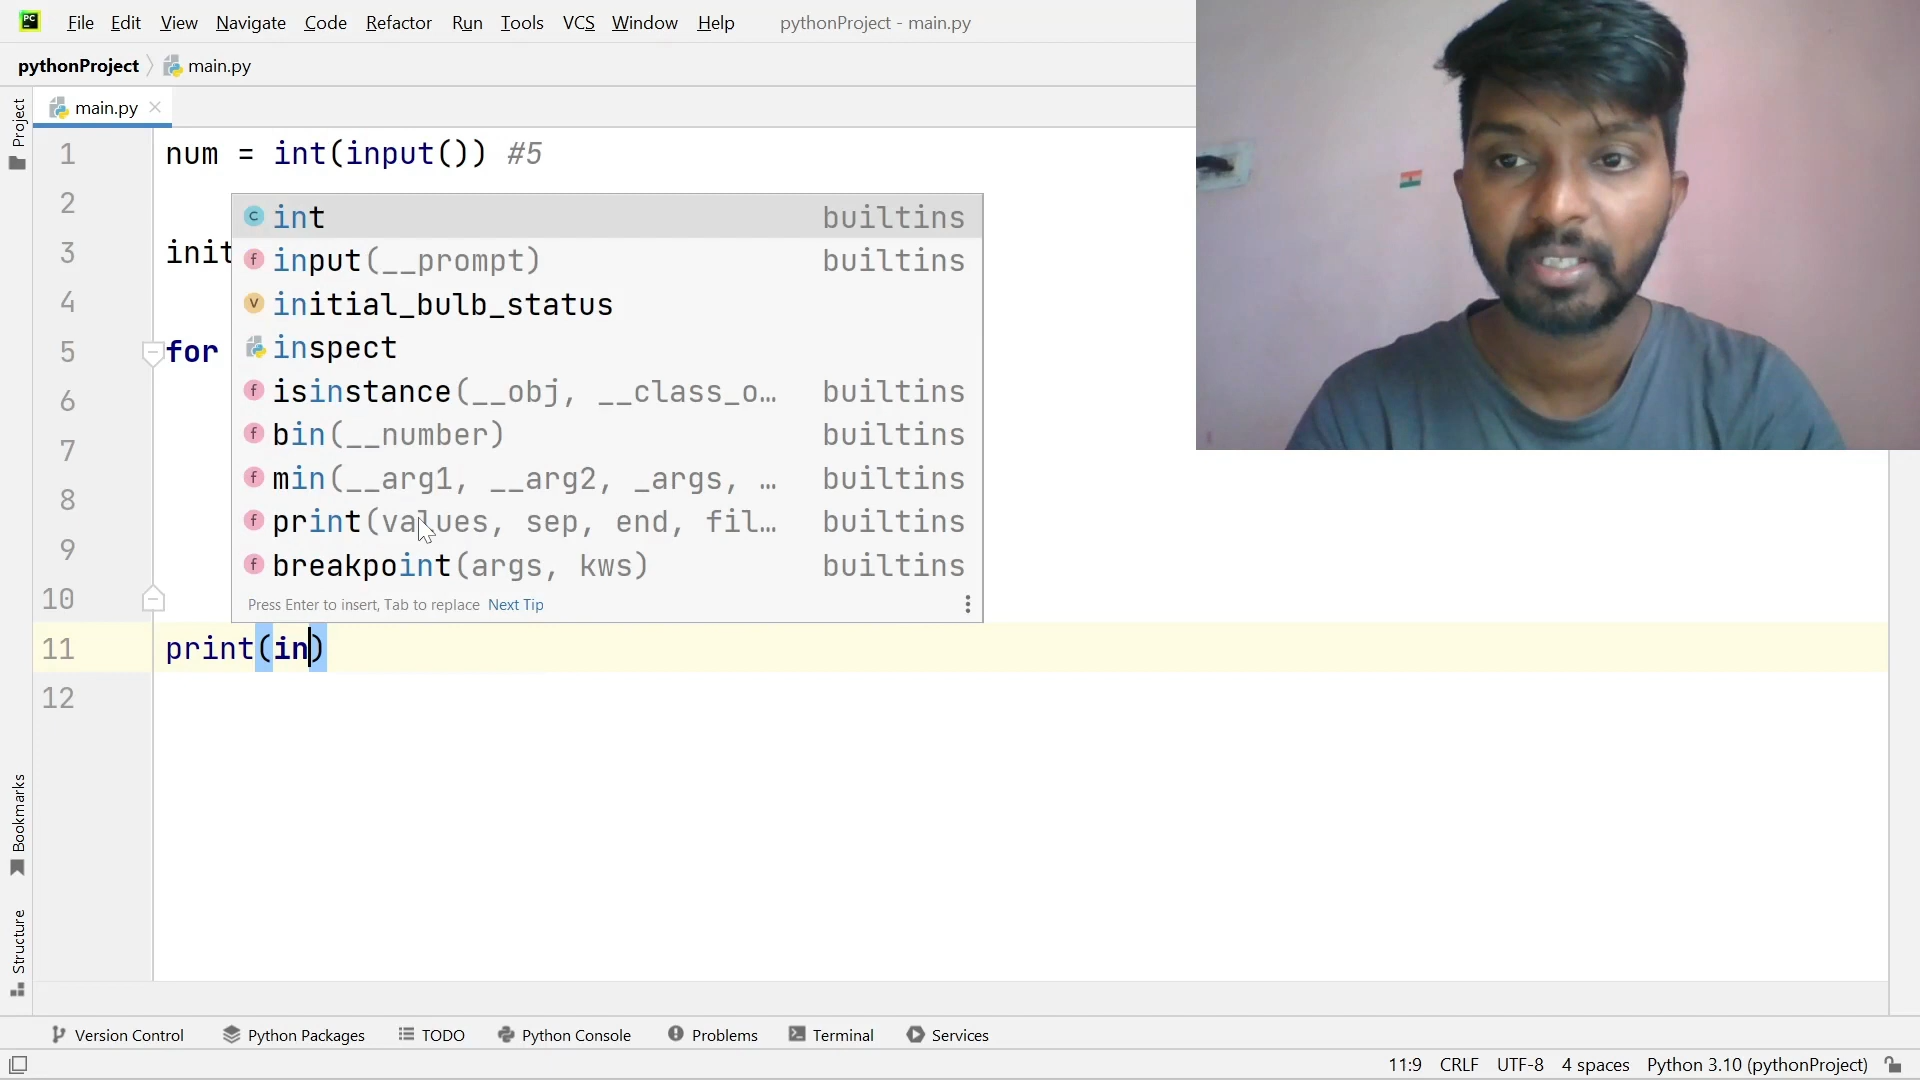 PC File Edit View Navigate Code Refactor Run Tools VCS Window Help pythonProject - main.py
pythonProject main.py
Project
main.py
1 num = int(input()) #5
2
3 init
4
5 for
6
7
8
9
10
11 print(in)
12
c int builtins
f input(__prompt) builtins
v initial_bulb_status
inspect
f isinstance(__obj, __class_o… builtins
f bin(__number) builtins
f min(__arg1, __arg2, _args, … builtins
f print(values, sep, end, fil… builtins
f breakpoint(args, kws) builtins
Press Enter to insert, Tab to replace Next Tip
Bookmarks
Structure
Version Control Python Packages TODO Python Console Problems Terminal Services
11:9 CRLF UTF-8 4 spaces Python 3.10 (pythonProject)